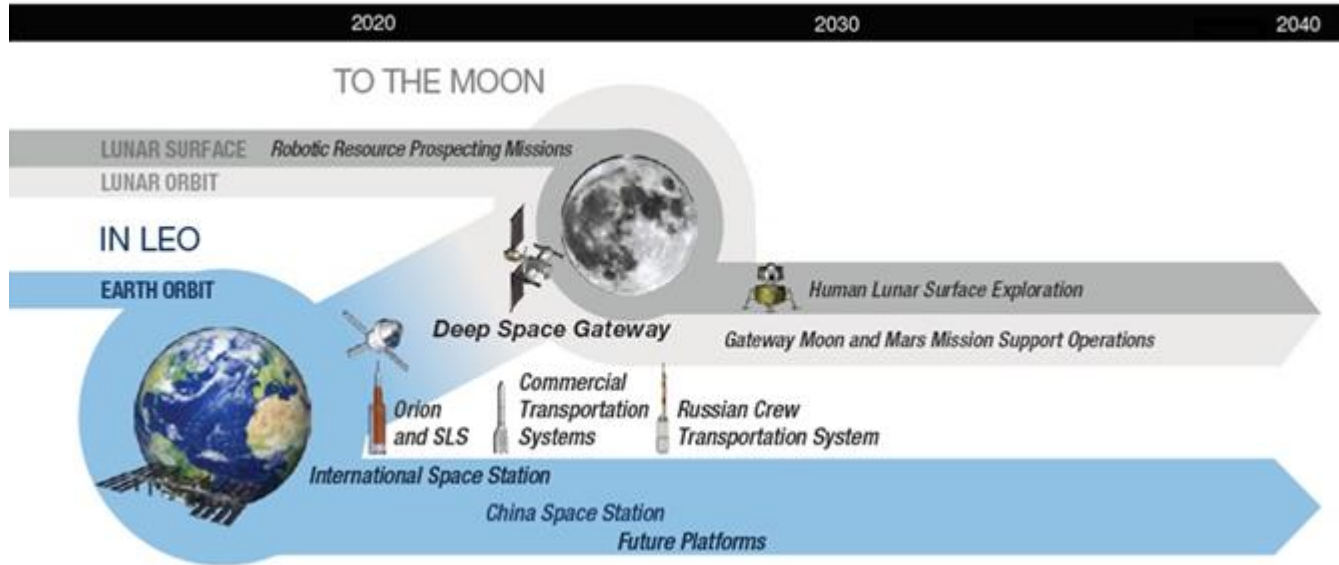 2020 2030 2040
TO THE MOON
LUNAR SURFACE Robotic Resource Prospecting Missions
LUNAR ORBIT
IN LEO
EARTH ORBIT
Human Lunar Surface Exploration
Deep Space Gateway
Gateway Moon and Mars Mission Support Operations
Orion
and SLS
Commercial
Transportation
Systems
Russian Crew
Transportation System
International Space Station
China Space Station
Future Platforms